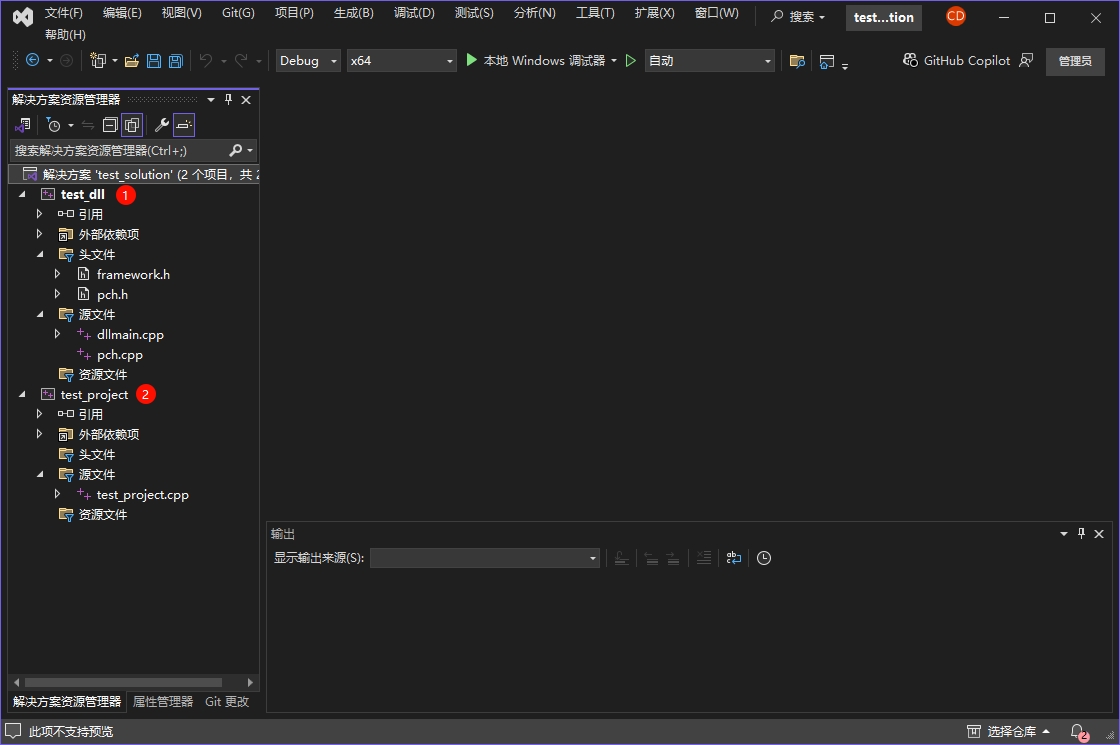 文件(F) 编辑(E) 视图(V) Git(G) 项目(P) 生成(B) 调试(D) 测试(S) 分析(N) 工具(T) 扩展(X) 窗口(W) 搜索 test...tion CD
帮助(H)
Debug x64 本地 Windows 调试器 自动 GitHub Copilot 管理员
解决方案资源管理器
搜索解决方案资源管理器(Ctrl+;)
解决方案 'test_solution' (2 个项目，共 2
test_dll 1
引用
外部依赖项
头文件
framework.h
pch.h
源文件
dllmain.cpp
pch.cpp
资源文件
test_project 2
引用
外部依赖项
头文件
源文件
test_project.cpp
资源文件
输出
显示输出来源(S):
解决方案资源管理器 属性管理器 Git 更改
此项不支持预览 选择仓库 2